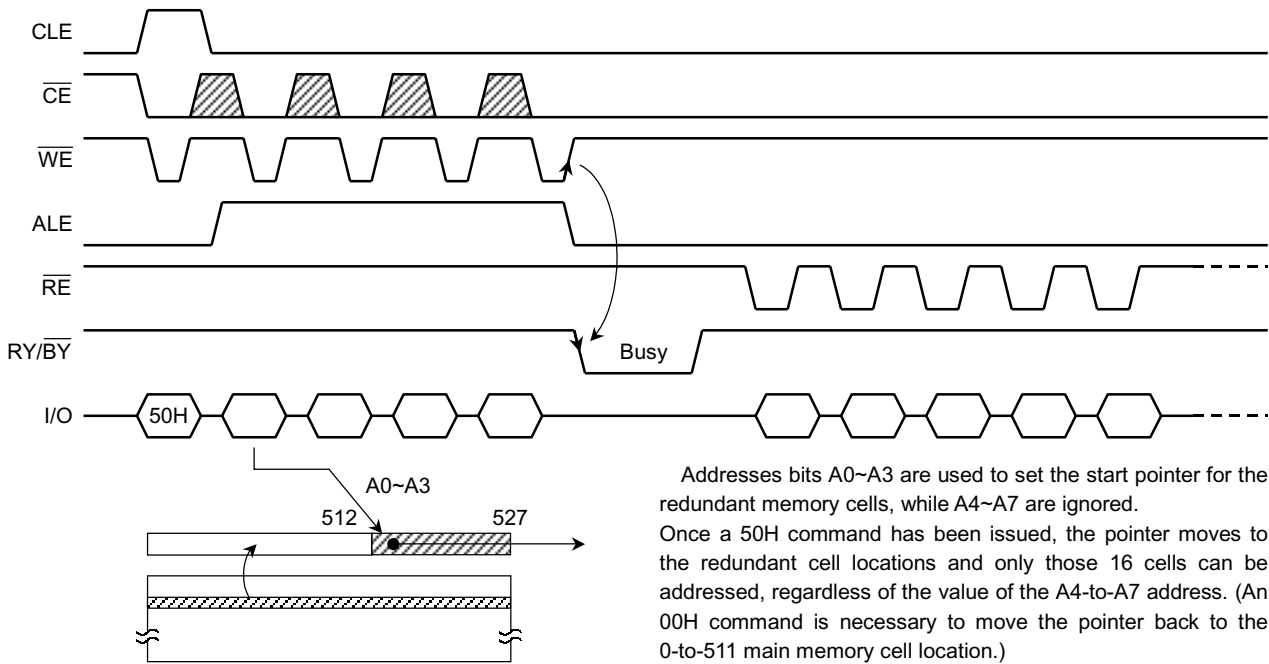 CLE
C̅E̅
W̅E̅
ALE
R̅E̅
RY/B̅Y̅
Busy
I/O
50H
A0~A3
512
527
Addresses bits A0~A3 are used to set the start pointer for the
redundant memory cells, while A4~A7 are ignored.
Once a 50H command has been issued, the pointer moves to
the redundant cell locations and only those 16 cells can be
addressed, regardless of the value of the A4-to-A7 address. (An
00H command is necessary to move the pointer back to the
0-to-511 main memory cell location.)